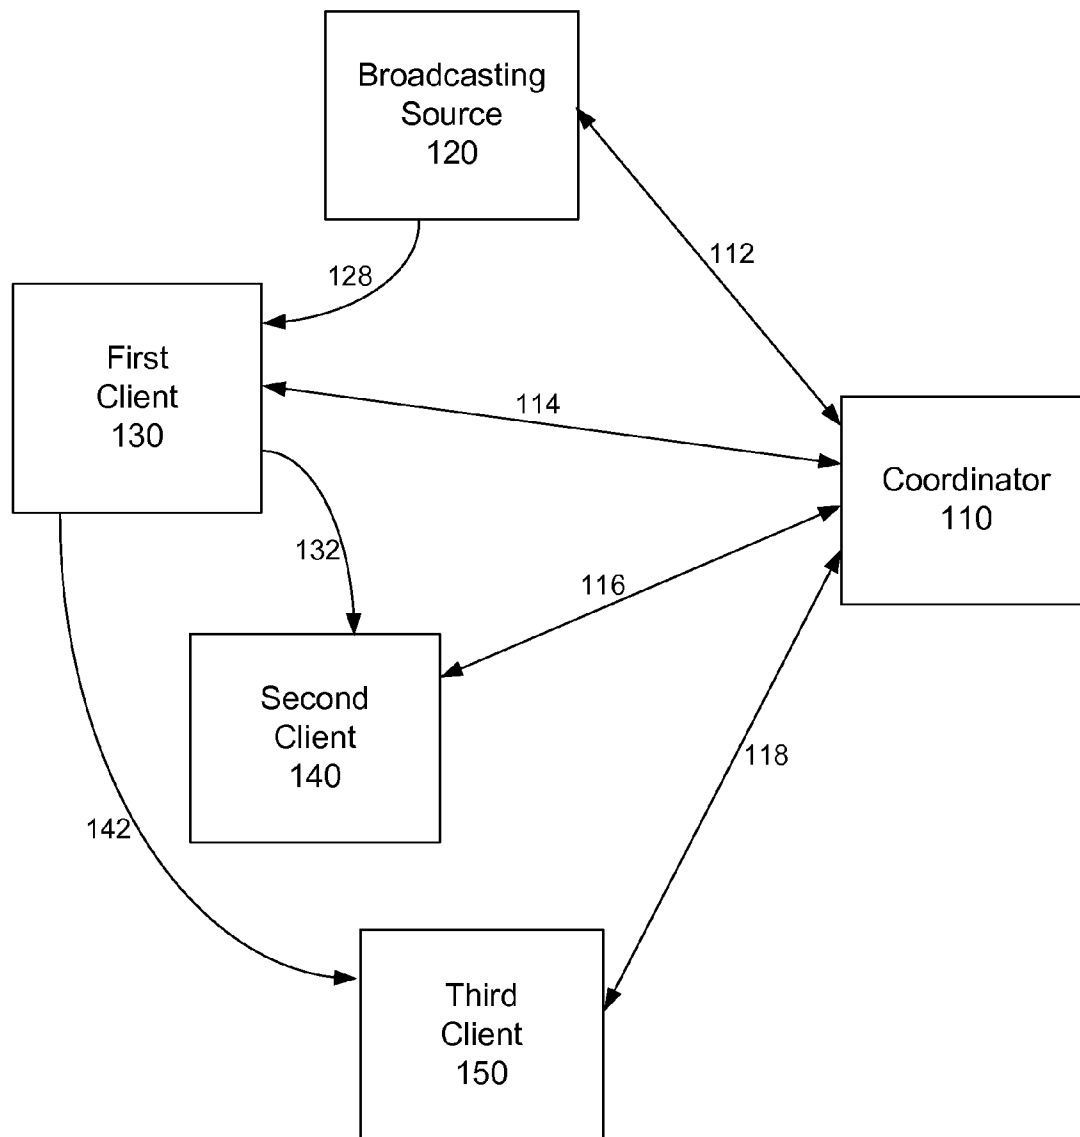 Broadcasting
Source
120
112
128
First
Client
130
114
Coordinator
110
132
116
Second
Client
140
118
142
Third
Client
150